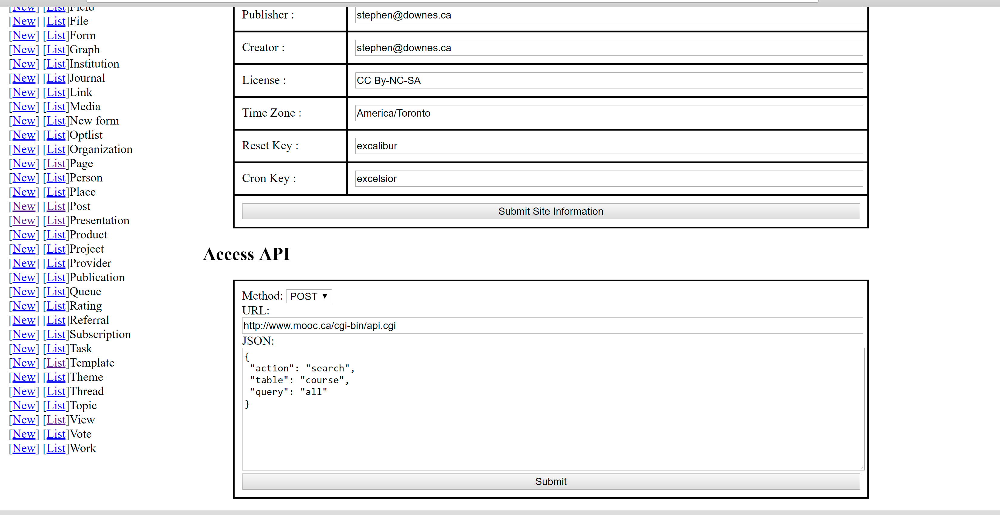 [New] [List]Field
[New] [List]File
[New] [List]Form
[New] [List]Graph
[New] [List]Institution
[New] [List]Journal
[New] [List]Link
[New] [List]Media
[New] [List]New form
[New] [List]Optlist
[New] [List]Organization
[New] [List]Page
[New] [List]Person
[New] [List]Place
[New] [List]Post
[New] [List]Presentation
[New] [List]Product
[New] [List]Project
[New] [List]Provider
[New] [List]Publication
[New] [List]Queue
[New] [List]Rating
[New] [List]Referral
[New] [List]Subscription
[New] [List]Task
[New] [List]Template
[New] [List]Theme
[New] [List]Thread
[New] [List]Topic
[New] [List]View
[New] [List]Vote
[New] [List]Work
Publisher : stephen@downes.ca
Creator : stephen@downes.ca
License : CC By-NC-SA
Time Zone : America/Toronto
Reset Key : excalibur
Cron Key : excelsior
Submit Site Information
Access API
Method: POST
URL:
http://www.mooc.ca/cgi-bin/api.cgi
JSON:
{
"action": "search",
"table": "course",
"query": "all"
}
Submit